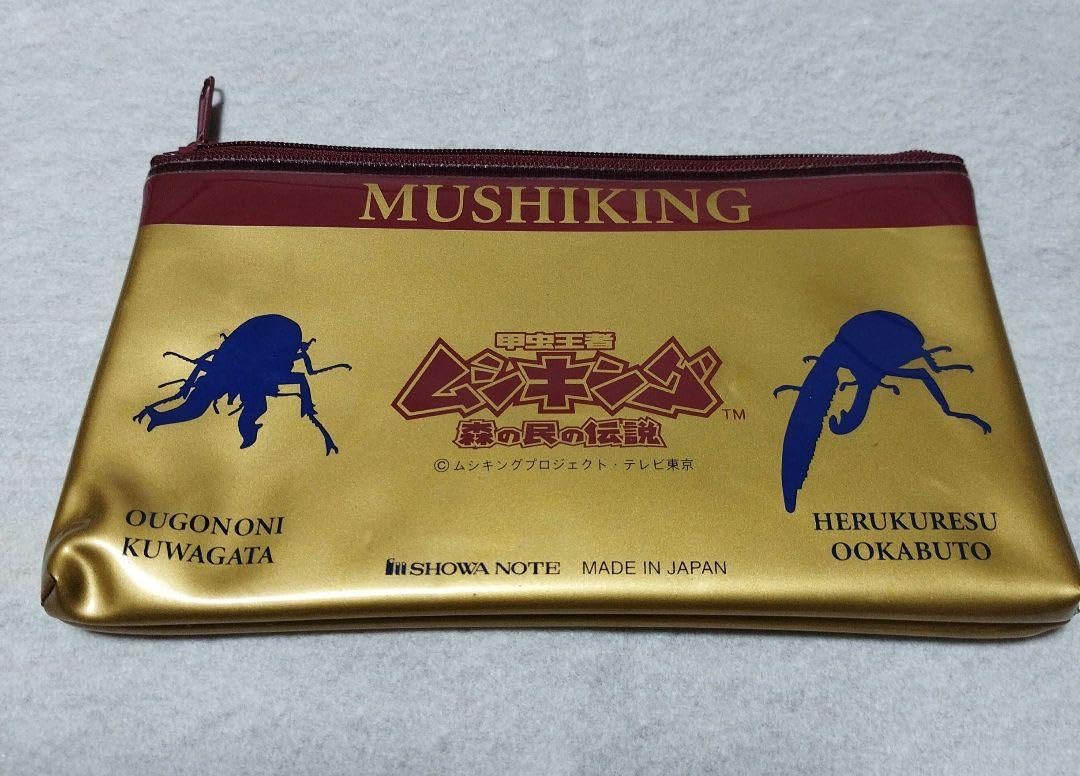 MUSHIKING
甲虫王者
ムシキング
TM
森の民の伝説
©ムシキングプロジェクト・テレビ東京
OUGONONI
KUWAGATA
HERUKURESU
OOKABUTO
SHOWA NOTE MADE IN JAPAN